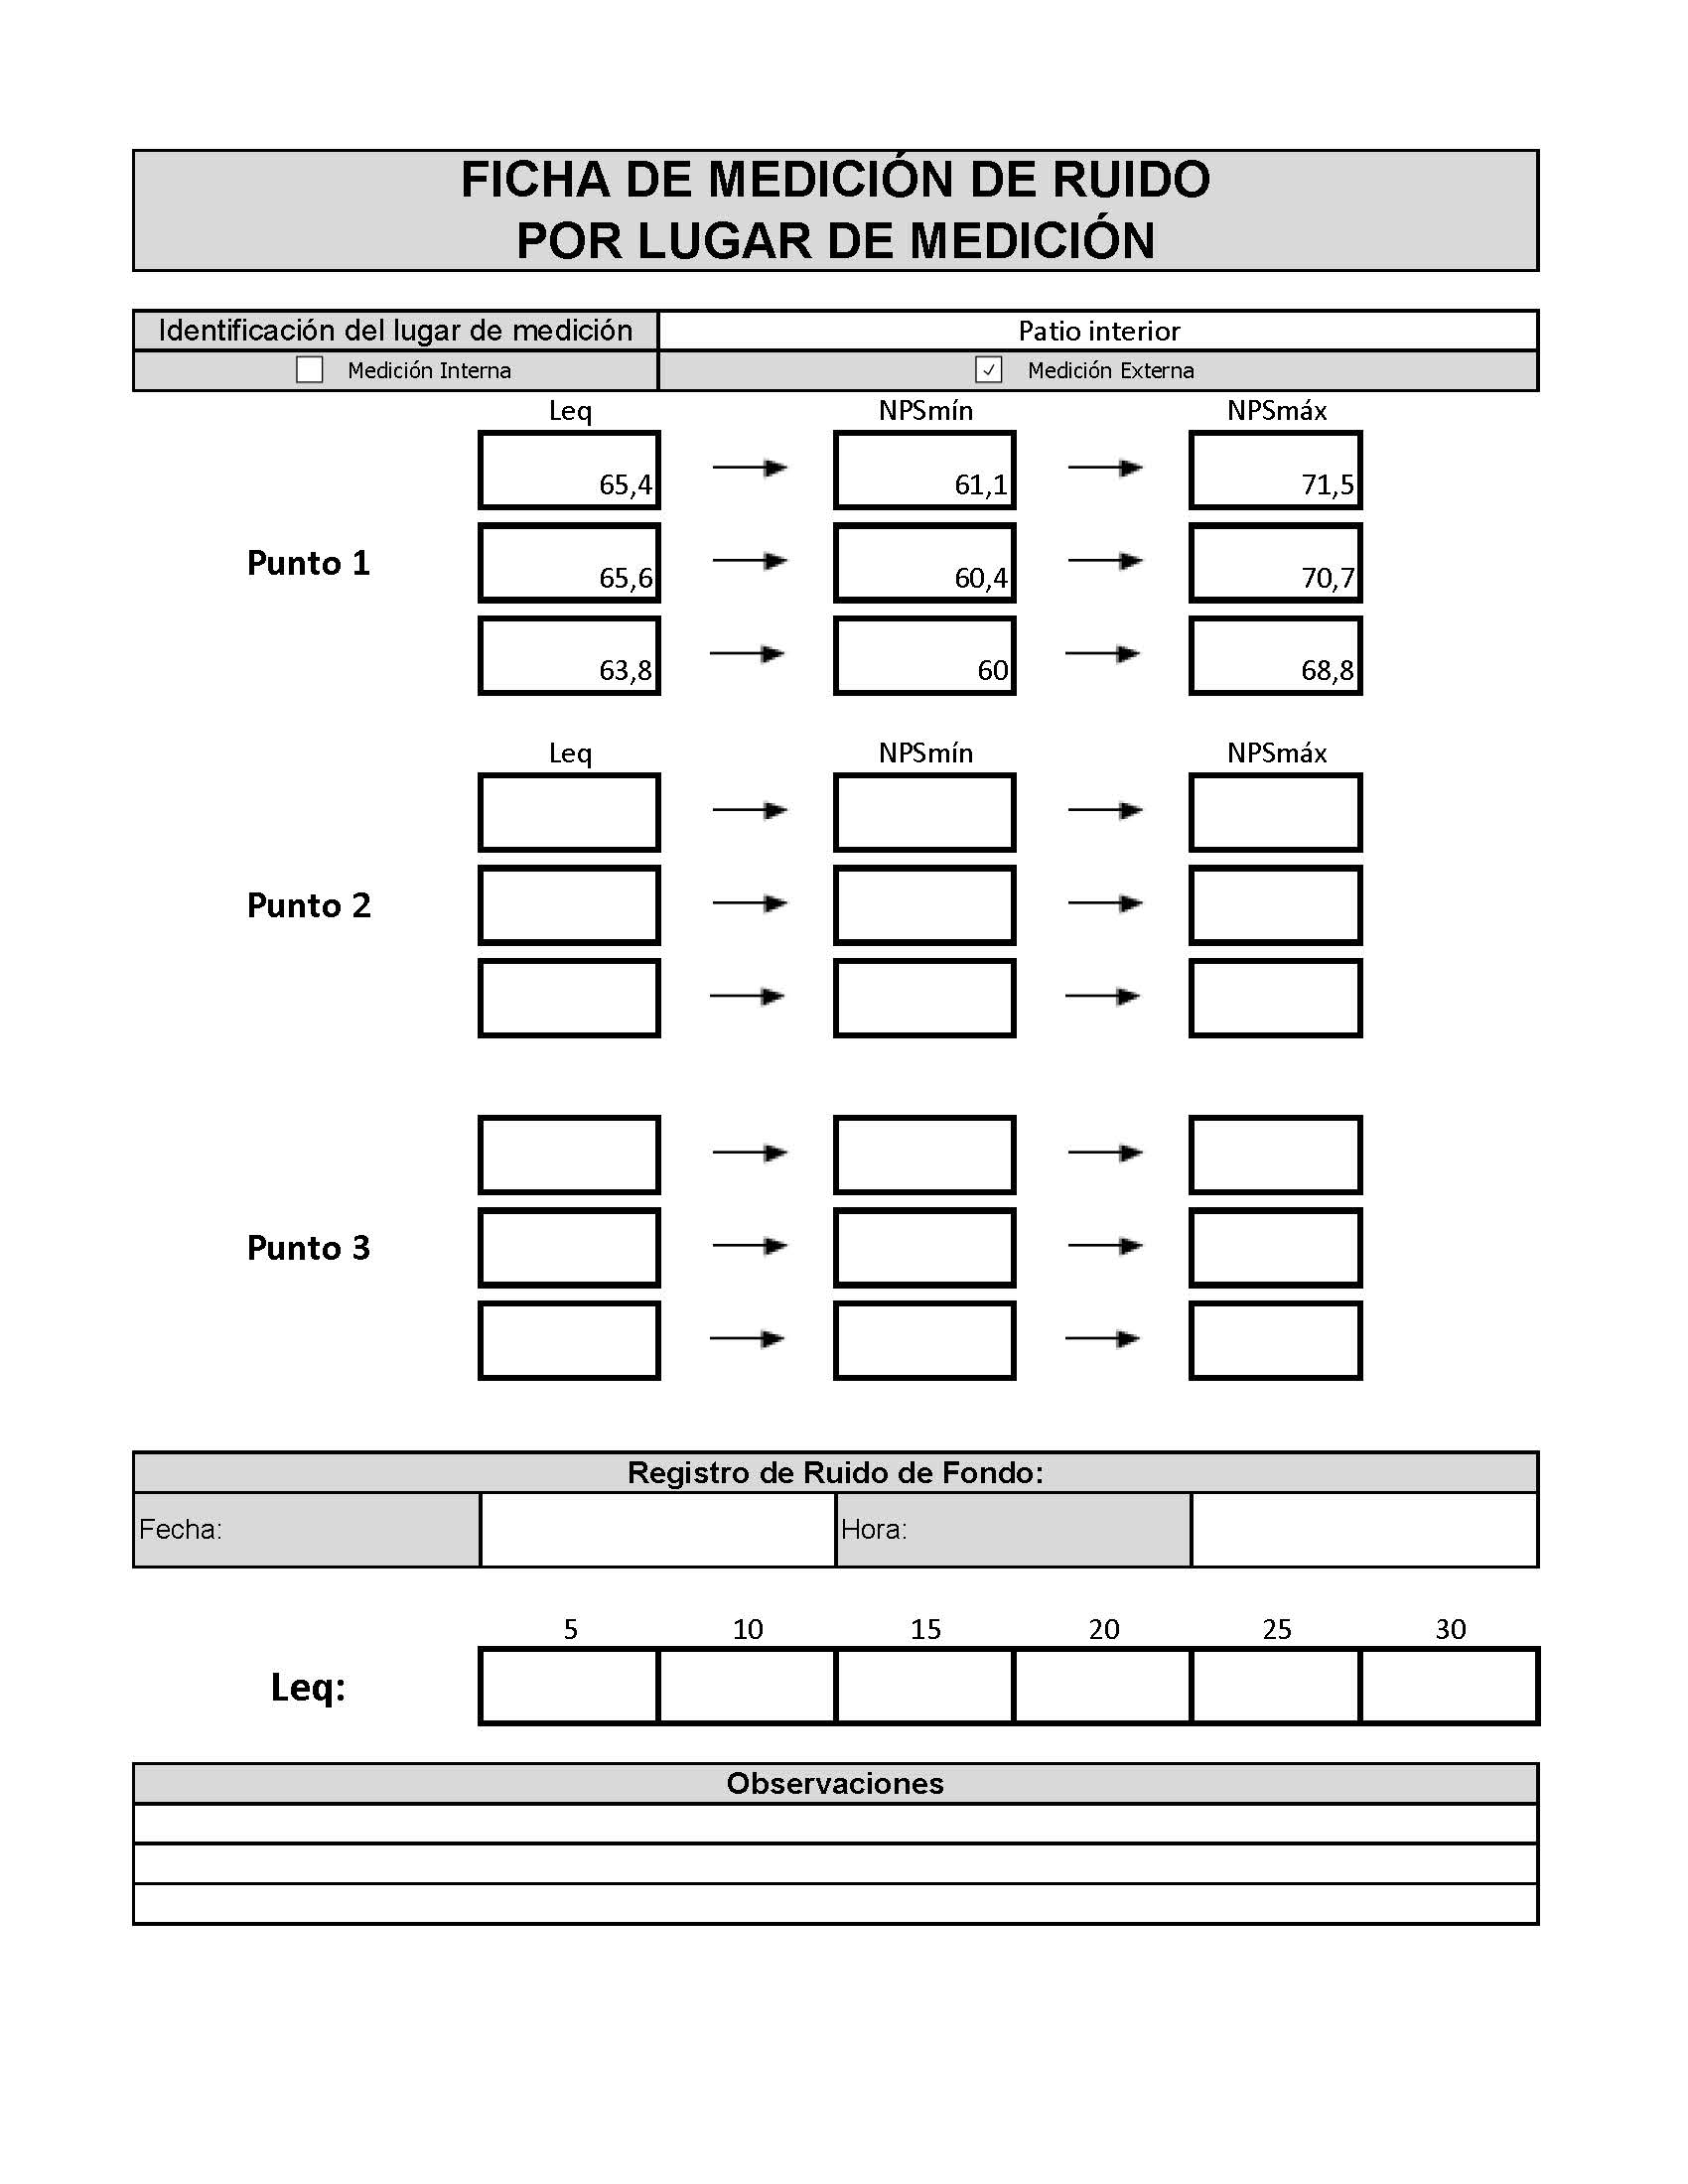 FICHA DE MEDICIÓN DE RUIDO
POR LUGAR DE MEDICIÓN
Identificación del lugar de medición Patio interior
Medición Interna ✓ Medición Externa
Leq NPSmín NPSmáx
65,4 61,1 71,5
Punto 1 65,6 60,4 70,7
63,8 60 68,8
Leq NPSmín NPSmáx
Punto 2
Punto 3
Registro de Ruido de Fondo:
Fecha: Hora:
5 10 15 20 25 30
Leq:
Observaciones